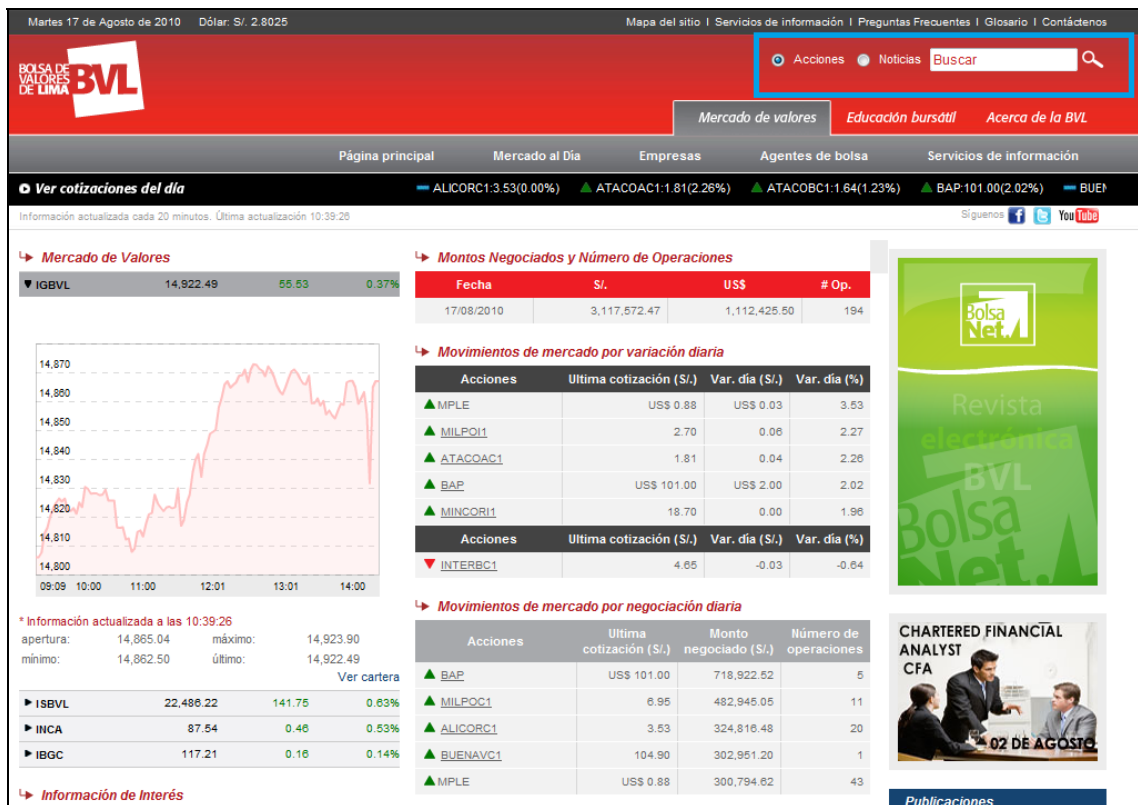 Martes 17 de Agosto de 2010 Dólar: S/. 2.8025
Mapa del sitio I Servicios de información I Preguntas Frecuentes I Glosario I Contáctenos
BOLSA DE
VALORES
DE LIMA
BVL
Acciones Noticias Buscar
Mercado de valores Educación bursátil Acerca de la BVL
Página principal Mercado al Día Empresas Agentes de bolsa Servicios de información
Ver cotizaciones del día
ALICORC1:3.53(0.00%) ATACOAC1:1.81(2.26%) ATACOBC1:1.64(1.23%) BAP:101.00(2.02%) BUEN
Información actualizada cada 20 minutos. Última actualización 10:39:26
Síguenos f t You Tube
Mercado de Valores
IGBVL 14,922.49 55.53 0.37%
14,870
14,860
14,850
14,840
14,830
14,820
14,810
14,800
09:09 10:00 11:00 12:01 13:01 14:00
* Información actualizada a las 10:39:26
apertura: 14,865.04 máximo: 14,923.90
mínimo: 14,862.50 último: 14,922.49
Ver cartera
ISBVL 22,486.22 141.75 0.63%
INCA 87.54 0.46 0.53%
IBGC 117.21 0.16 0.14%
Información de Interés
Montos Negociados y Número de Operaciones
Fecha S/. US$ # Op.
17/08/2010 3,117,572.47 1,112,425.50 194
Movimientos de mercado por variación diaria
Acciones Ultima cotización (S/.) Var. día (S/.) Var. día (%)
MPLE US$ 0.88 US$ 0.03 3.53
MILPOI1 2.70 0.06 2.27
ATACOAC1 1.81 0.04 2.26
BAP US$ 101.00 US$ 2.00 2.02
MINCORI1 18.70 0.00 1.96
Acciones Ultima cotización (S/.) Var. día (S/.) Var. día (%)
INTERBC1 4.65 -0.03 -0.64
Movimientos de mercado por negociación diaria
Acciones Ultima cotización (S/.) Monto negociado (S/.) Número de operaciones
BAP US$ 101.00 718,922.52 5
MILPOC1 6.95 482,945.05 11
ALICORC1 3.53 324,816.48 20
BUENAVC1 104.90 302,951.20 1
MPLE US$ 0.88 300,794.62 43
Bolsa
Net.
Revista
electrónica
BVL
Bolsa
Net.
CHARTERED FINANCIAL
ANALYST
CFA
02 DE AGOSTO
Publicaciones